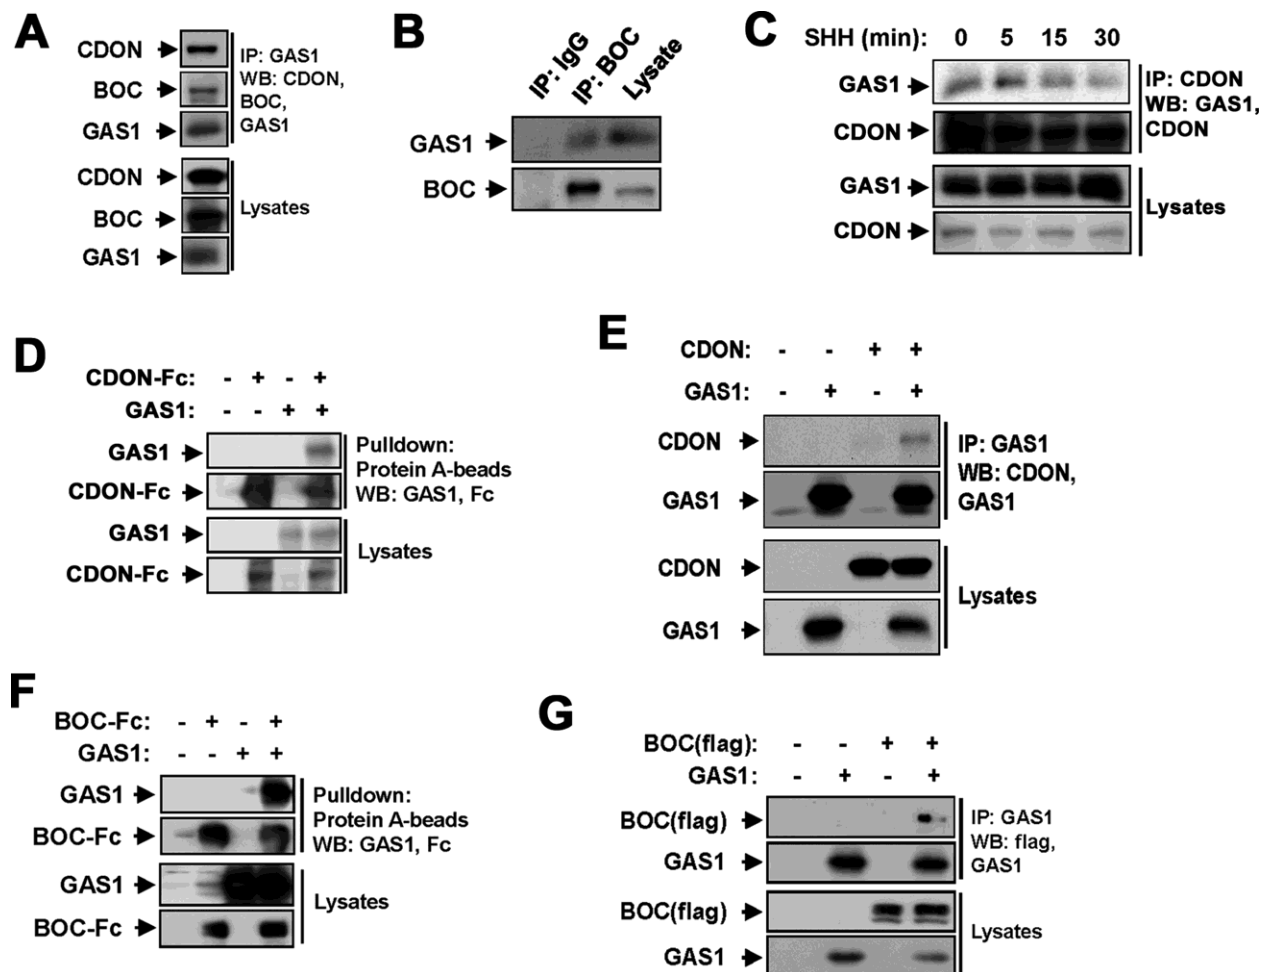 A
CDON
BOC
GAS1
IP: GAS1
WB: CDON,
BOC,
GAS1
CDON
BOC
GAS1
Lysates
B
IP: IgG
IP: BOC
Lysate
GAS1
BOC
C
SHH (min): 0 5 15 30
GAS1
CDON
IP: CDON
WB: GAS1,
CDON
GAS1
CDON
Lysates
D
CDON-Fc: - + - +
GAS1: - - + +
GAS1
CDON-Fc
Pulldown:
Protein A-beads
WB: GAS1, Fc
GAS1
CDON-Fc
Lysates
E
CDON: - - + +
GAS1: - + - +
CDON
GAS1
IP: GAS1
WB: CDON,
GAS1
CDON
GAS1
Lysates
F
BOC-Fc: - + - +
GAS1: - - + +
GAS1
BOC-Fc
Pulldown:
Protein A-beads
WB: GAS1, Fc
GAS1
BOC-Fc
Lysates
G
BOC(flag): - - + +
GAS1: - + - +
BOC(flag)
GAS1
IP: GAS1
WB: flag,
GAS1
BOC(flag)
GAS1
Lysates